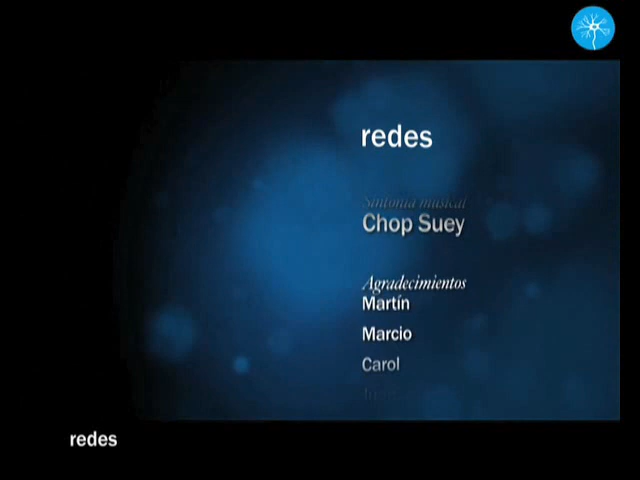 redes
Sintonía musical
Chop Suey
Agradecimientos
Martín
Marcio
Carol
redes